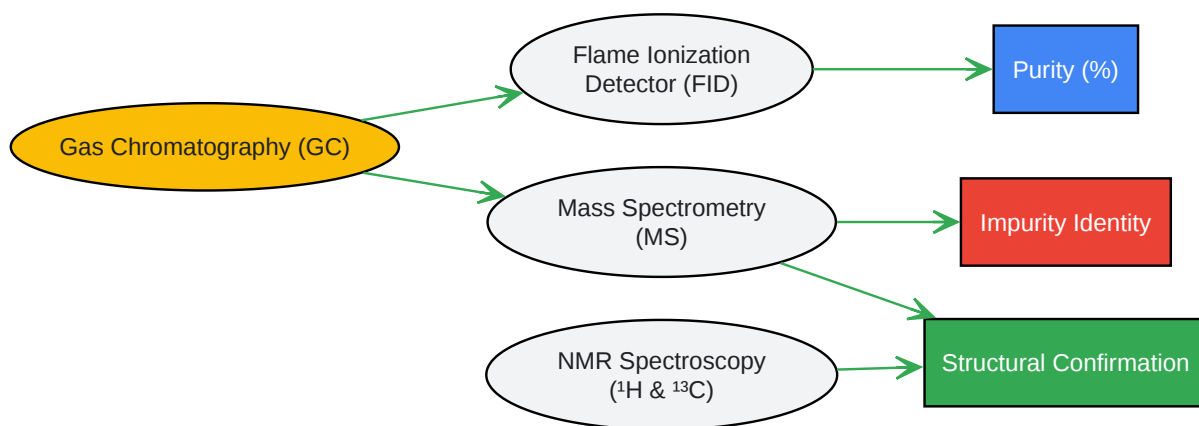 Flame Ionization
Detector (FID)
Purity (%)
Gas Chromatography (GC)
Mass Spectrometry
(MS)
Impurity Identity
NMR Spectroscopy
(¹H & ¹³C)
Structural Confirmation